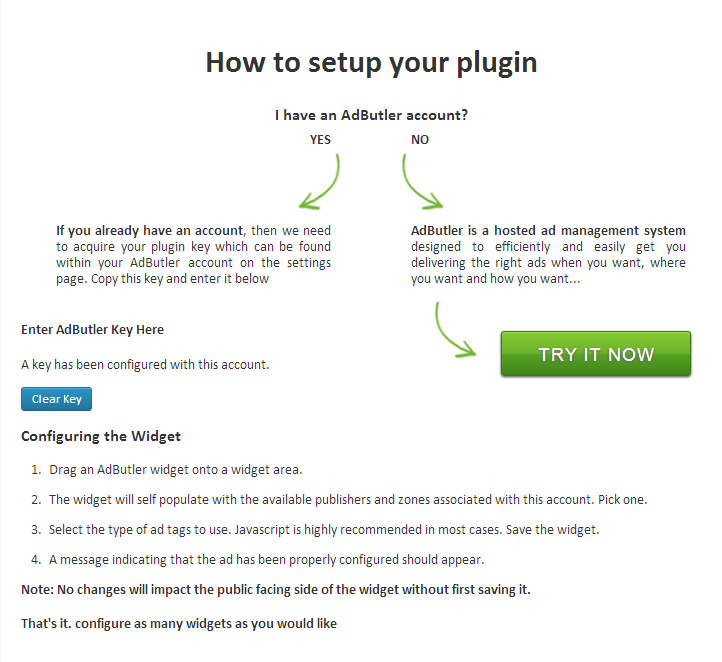 How to setup your plugin
I have an AdButler account?
YES
NO
If you already have an account, then we need
to acquire your plugin key which can be found
within your AdButler account on the settings
page. Copy this key and enter it below
AdButler is a hosted ad management system
designed to efficiently and easily get you
delivering the right ads when you want, where
you want and how you want...
Enter AdButler Key Here
A key has been configured with this account.
TRY IT NOW
Clear Key
Configuring the Widget
1. Drag an AdButler widget onto a widget area.
2. The widget will self populate with the available publishers and zones associated with this account. Pick one.
3. Select the type of ad tags to use. Javascript is highly recommended in most cases. Save the widget.
4. A message indicating that the ad has been properly configured should appear.
Note: No changes will impact the public facing side of the widget without first saving it.
That's it. configure as many widgets as you would like